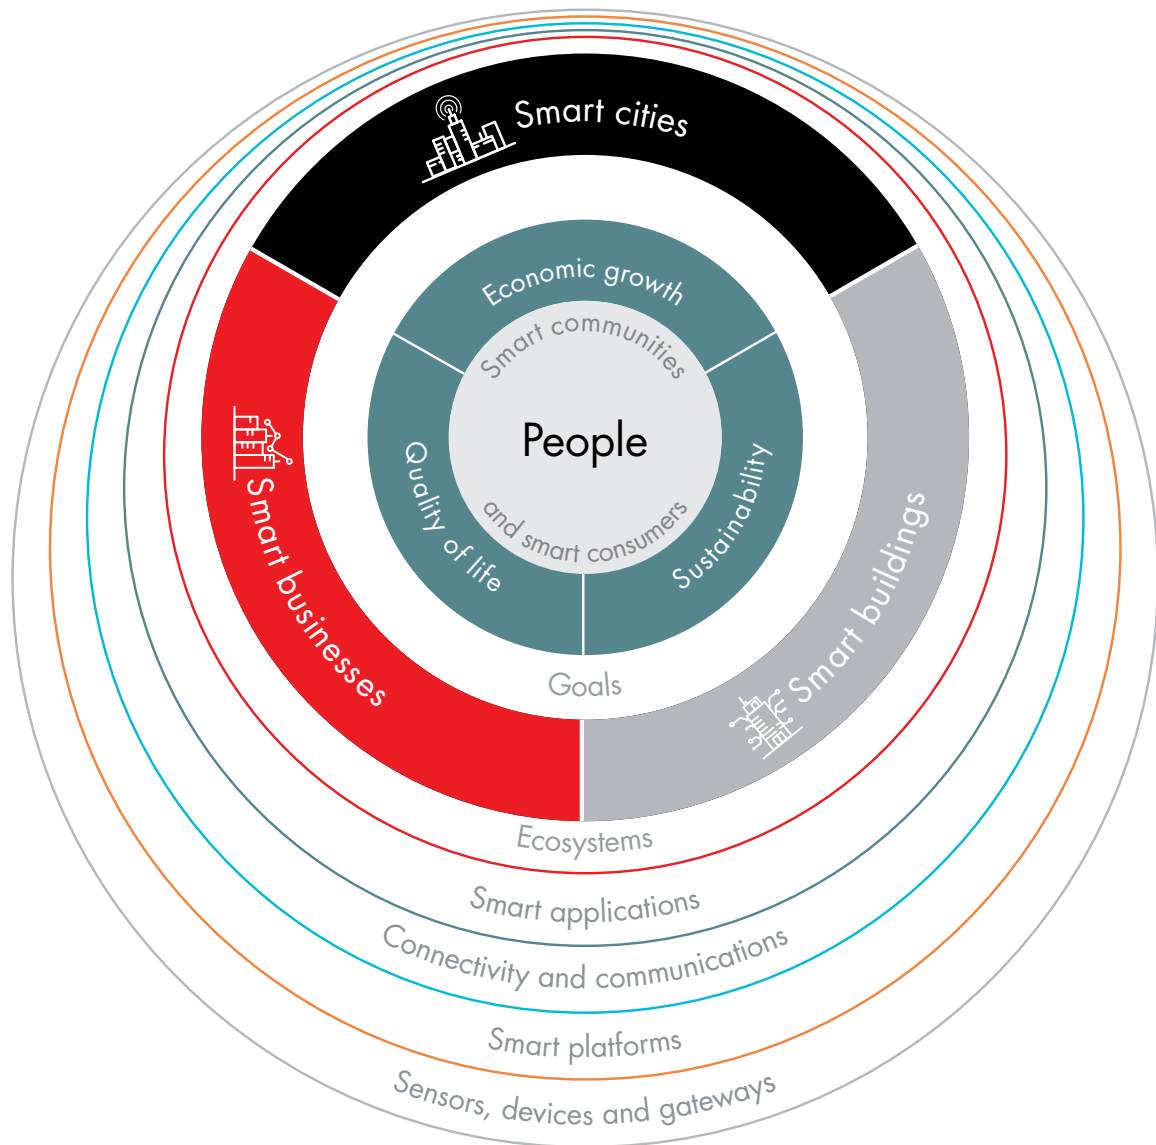 Smart cities
Economic growth
Smart communities
People
and smart consumers
Quality of life
Sustainability
Smart businesses
Smart buildings
Goals
Ecosystems
Smart applications
Connectivity and communications
Smart platforms
Sensors, devices and gateways